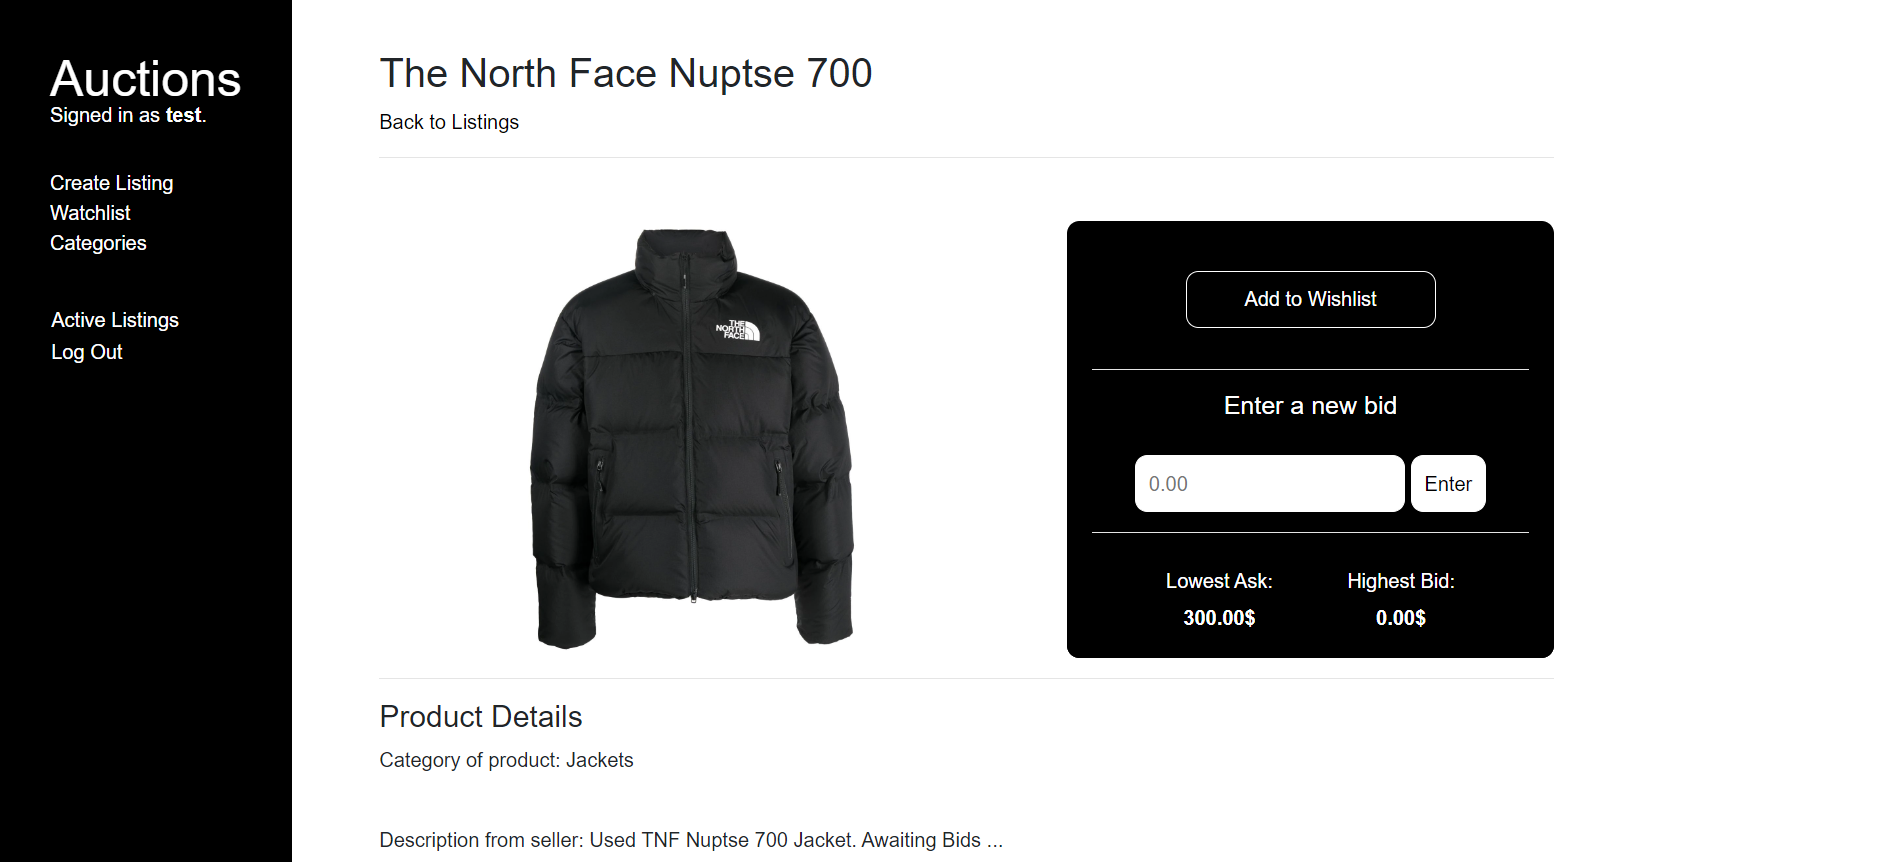 Auctions
Signed in as test.
Create Listing
Watchlist
Categories
Active Listings
Log Out
The North Face Nuptse 700
Back to Listings
THE
NORTH
FACE
Add to Wishlist
Enter a new bid
0.00
Enter
Lowest Ask:
300.00$
Highest Bid:
0.00$
Product Details
Category of product: Jackets
Description from seller: Used TNF Nuptse 700 Jacket. Awaiting Bids ...